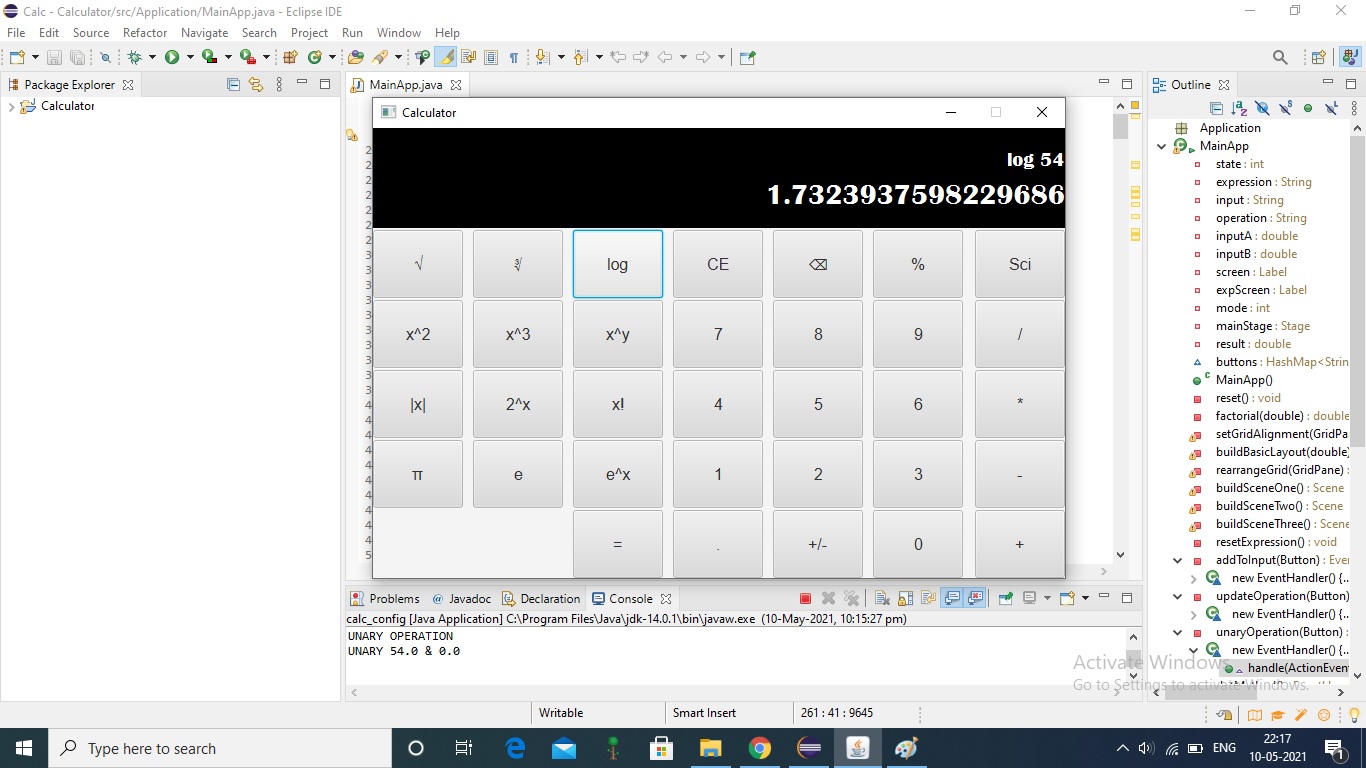 Calc - Calculator/src/Application/MainApp.java - Eclipse IDE
File Edit Source Refactor Navigate Search Project Run Window Help
Package Explorer
Calculator
MainApp.java
Calculator
log 54
1.7323937598229686
√ ∛ log CE ⌫ % Sci
x^2 x^3 x^y 7 8 9 /
|x| 2^x x! 4 5 6 *
π e e^x 1 2 3 -
= . +/- 0 +
Outline
Application
MainApp
state : int
expression : String
input : String
operation : String
inputA : double
inputB : double
screen : Label
expScreen : Label
mode : int
mainStage : Stage
result : double
buttons : HashMap<Strin
MainApp()
reset() : void
factorial(double) : double
setGridAlignment(GridPa
buildBasicLayout(double)
rearrangeGrid(GridPane) :
buildSceneOne() : Scene
buildSceneTwo() : Scene
buildSceneThree() : Scene
resetExpression() : void
addToInput(Button) : Eve
new EventHandler() {...
updateOperation(Button)
new EventHandler() {...
unaryOperation(Button) :
new EventHandler() {...
handle(ActionEven
Problems Javadoc Declaration Console
calc_config [Java Application] C:\Program Files\Java\jdk-14.0.1\bin\javaw.exe (10-May-2021, 10:15:27 pm)
UNARY OPERATION
UNARY 54.0 & 0.0
Activate Windows
Go to Settings to activate Windows.
Writable Smart Insert 261 : 41 : 9645
Type here to search
ENG
22:17
10-05-2021
1